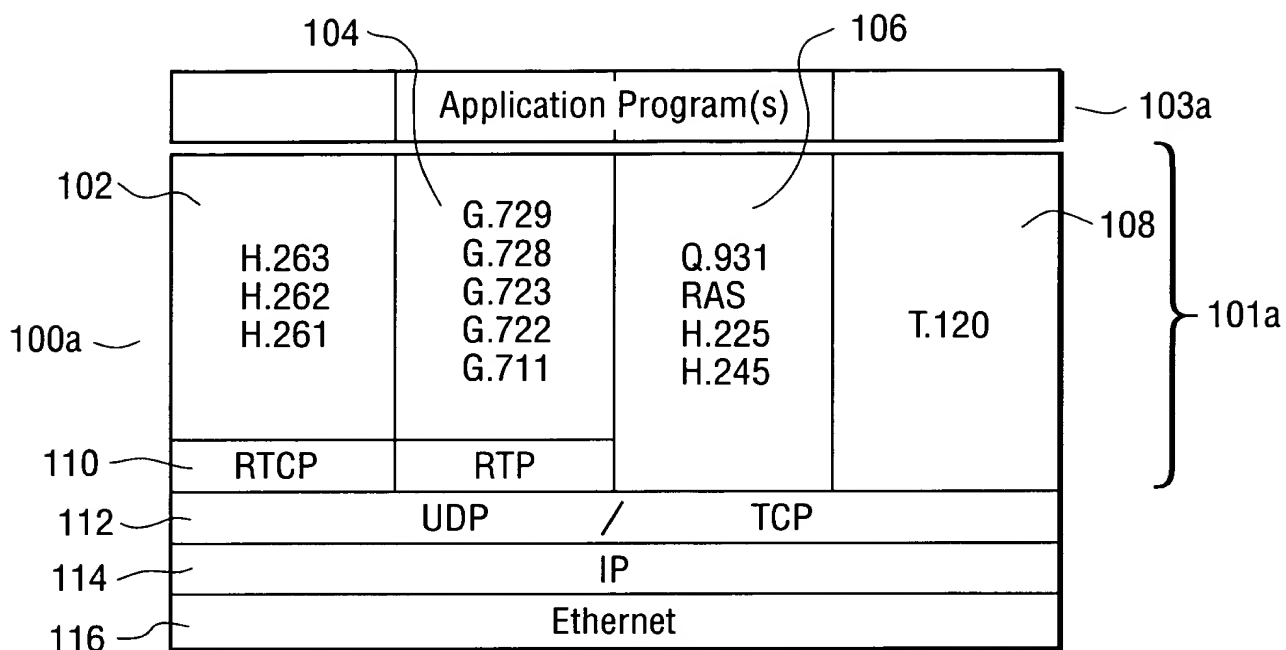 104
106
Application Program(s)
103a
102
G.729
G.728
G.723
G.722
G.711
H.263
H.262
H.261
Q.931
RAS
H.225
H.245
108
T.120
101a
100a
110
RTCP
RTP
112
UDP / TCP
114
IP
116
Ethernet